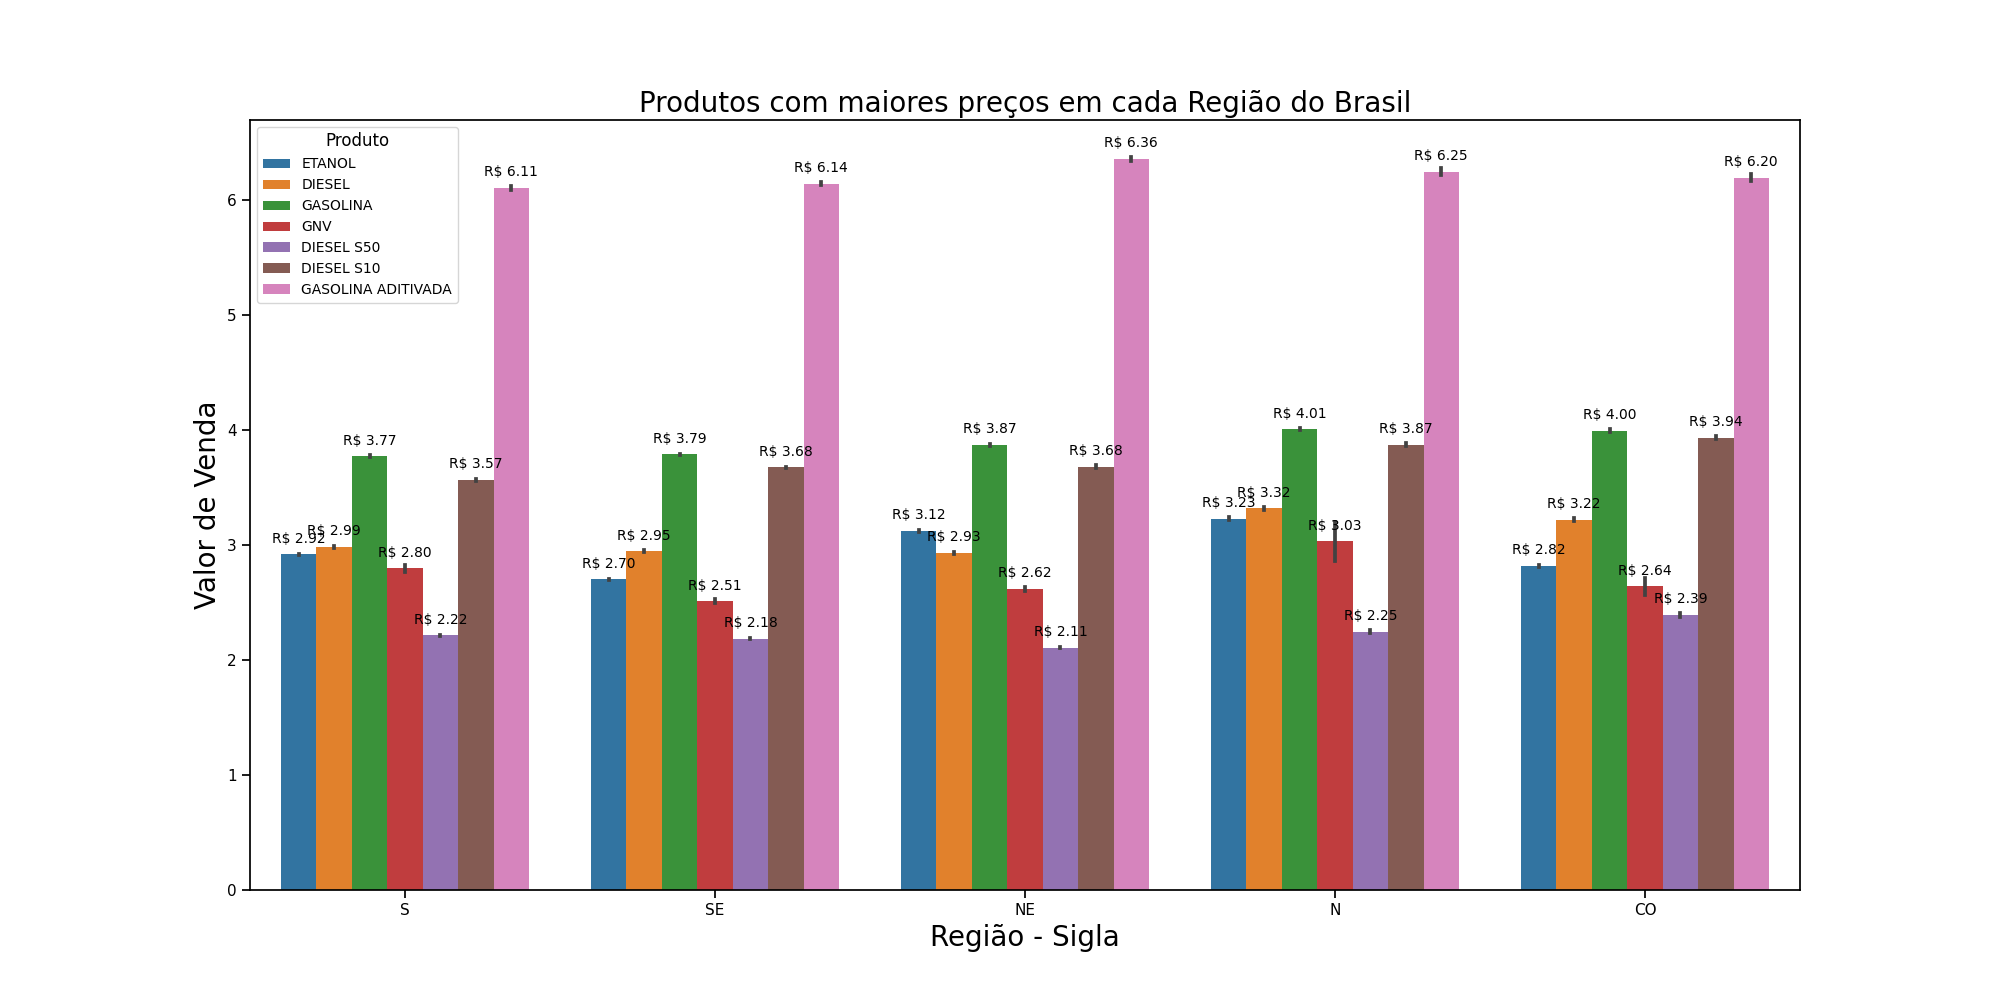 Produtos com maiores preços em cada Região do Brasil
Produto
ETANOL
DIESEL
GASOLINA
GNV
DIESEL S50
DIESEL S10
GASOLINA ADITIVADA
Valor de Venda
6
5
4
3
2
1
0
R$ 2.92
R$ 2.99
R$ 3.77
R$ 2.80
R$ 2.22
R$ 3.57
R$ 6.11
R$ 2.70
R$ 2.95
R$ 3.79
R$ 2.51
R$ 2.18
R$ 3.68
R$ 6.14
R$ 3.12
R$ 2.93
R$ 3.87
R$ 2.62
R$ 2.11
R$ 3.68
R$ 6.36
R$ 3.23
R$ 3.32
R$ 4.01
R$ 3.03
R$ 2.25
R$ 3.87
R$ 6.25
R$ 2.82
R$ 3.22
R$ 4.00
R$ 2.64
R$ 2.39
R$ 3.94
R$ 6.20
S
SE
NE
N
CO
Região - Sigla